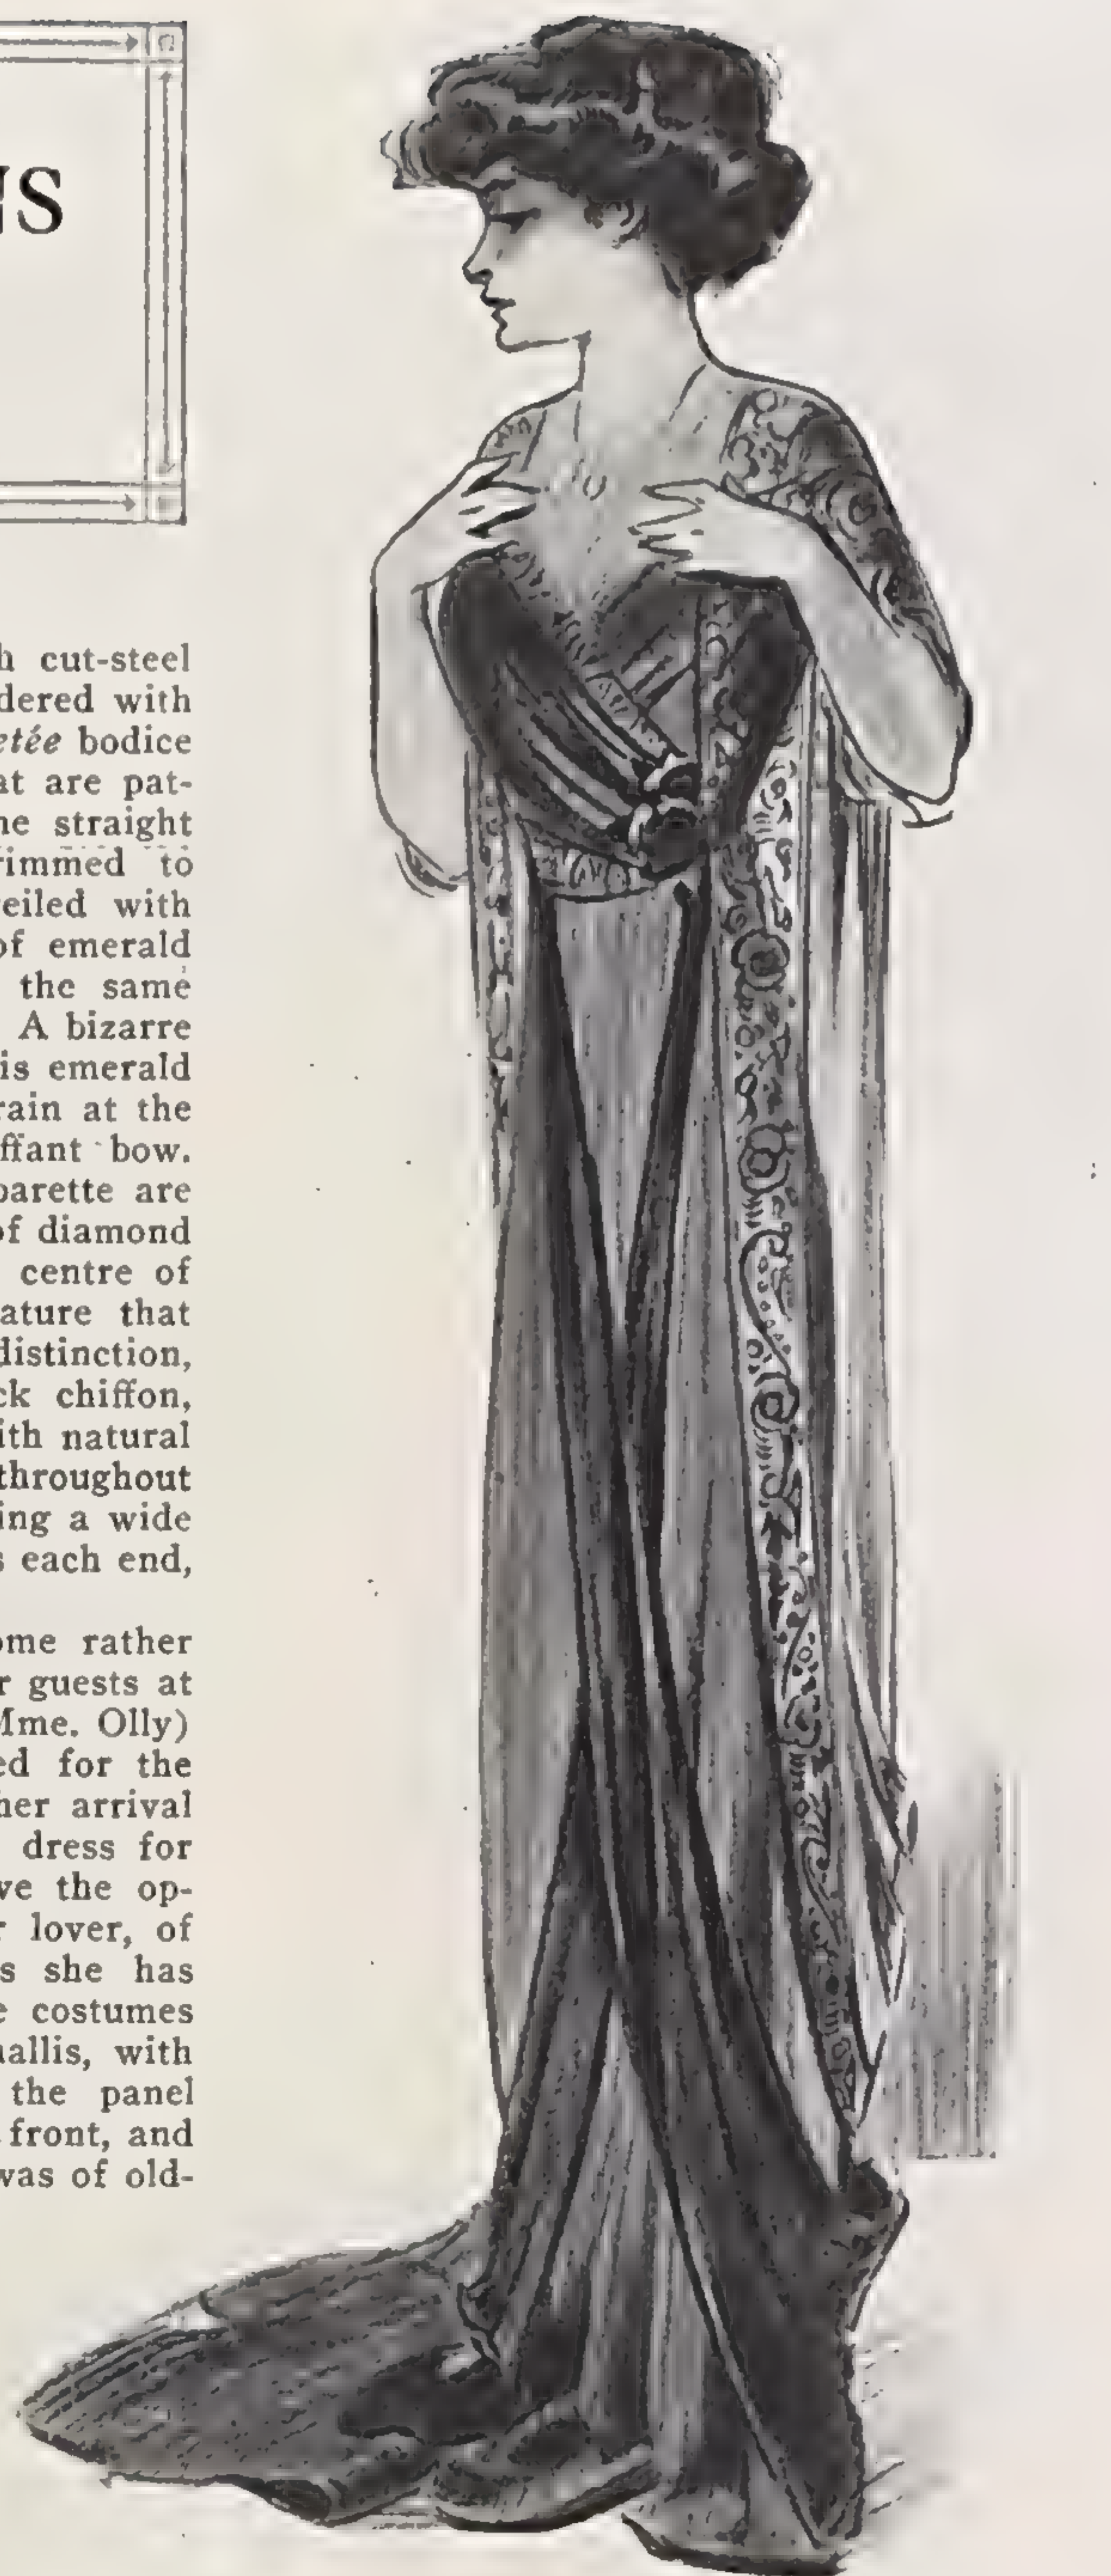 NS
h cut-steel
dered with
etée bodice
at are pat-
ne straight
rimmed to
eiled with
of emerald
the same
A bizarre
is emerald
rain at the
ffant bow.
parette are
of diamond
centre of
ature that
distinction,
ck chiffon,
ith natural
throughout
ing a wide
s each end,
ome rather
r guests at
Mme. Olly)
ed for the
her arrival
dress for
ve the op-
r lover, of
s she has
e costumes
hallis, with
the panel
front, and
was of old-